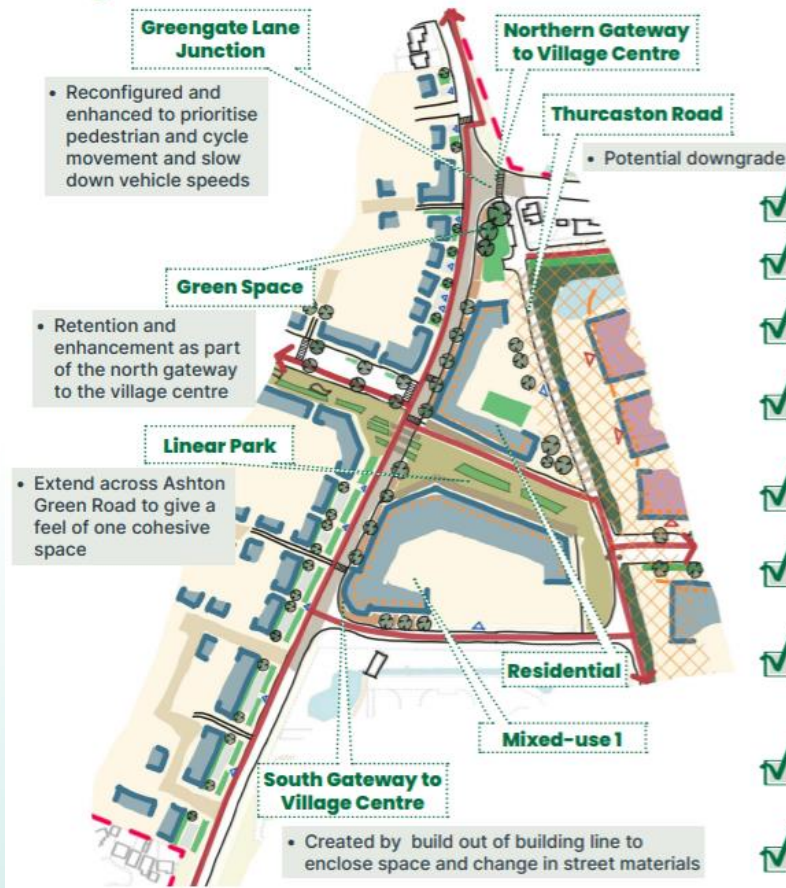 Greengate Lane
Junction
• Reconfigured and
enhanced to prioritise
pedestrian and cycle
movement and slow
down vehicle speeds
Northern Gateway
to Village Centre
Thurcaston Road
• Potential downgrade
Green Space
• Retention and
enhancement as part
of the north gateway
to the village centre
Linear Park
• Extend across Ashton
Green Road to give a
feel of one cohesive
space
Residential
Mixed-use 1
South Gateway to
Village Centre
• Created by build out of building line to
enclose space and change in street materials